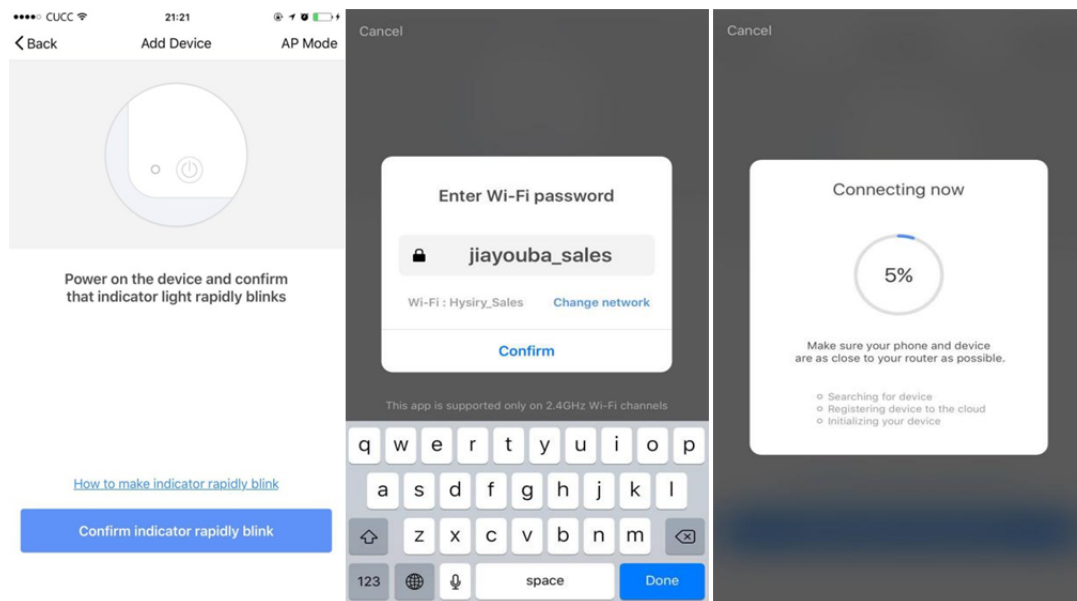 CUCC
21:21
Back
Add Device
AP Mode
Power on the device and confirm
that indicator light rapidly blinks
How to make indicator rapidly blink
Confirm indicator rapidly blink
Cancel
Enter Wi-Fi password
jiayouba_sales
Wi-Fi : Hysiry_Sales
Change network
Confirm
This app is supported only on 2.4GHz Wi-Fi channels
q w e r t y u i o p
a s d f g h j k l
z x c v b n m
123
space
Done
Cancel
Connecting now
5%
Make sure your phone and device
are as close to your router as possible.
Searching for device
Registering device to the cloud
Initializing your device